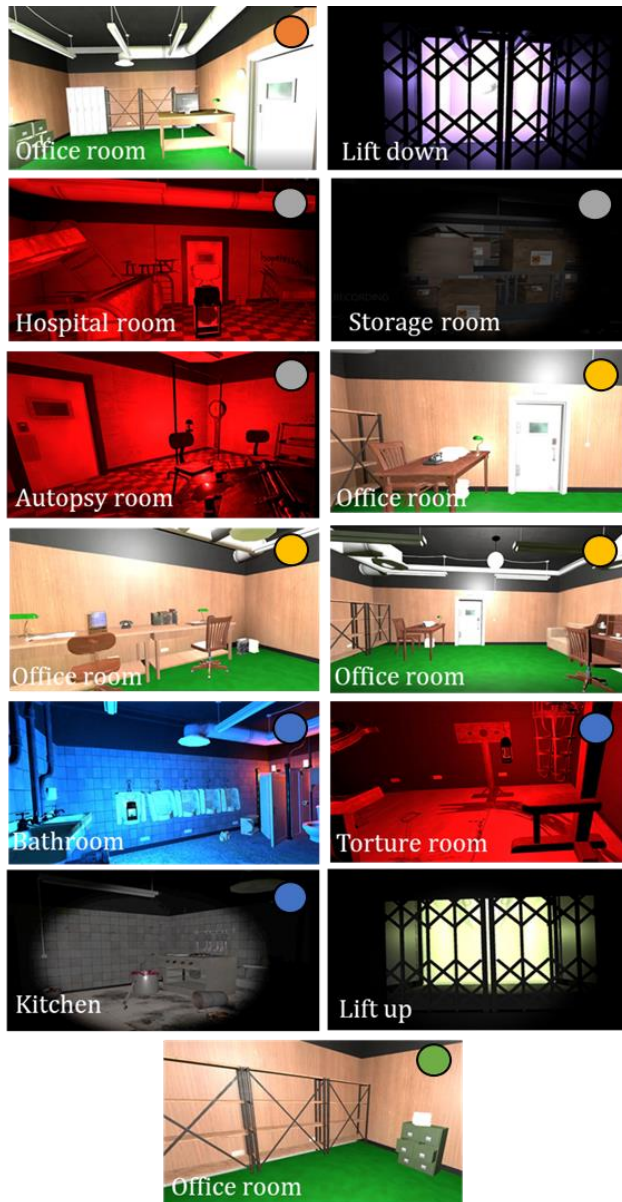 Office room
Lift down
Hospital room
Storage room
Autopsy room
Office room
Office room
Office room
Bathroom
Torture room
Kitchen
Lift up
Office room